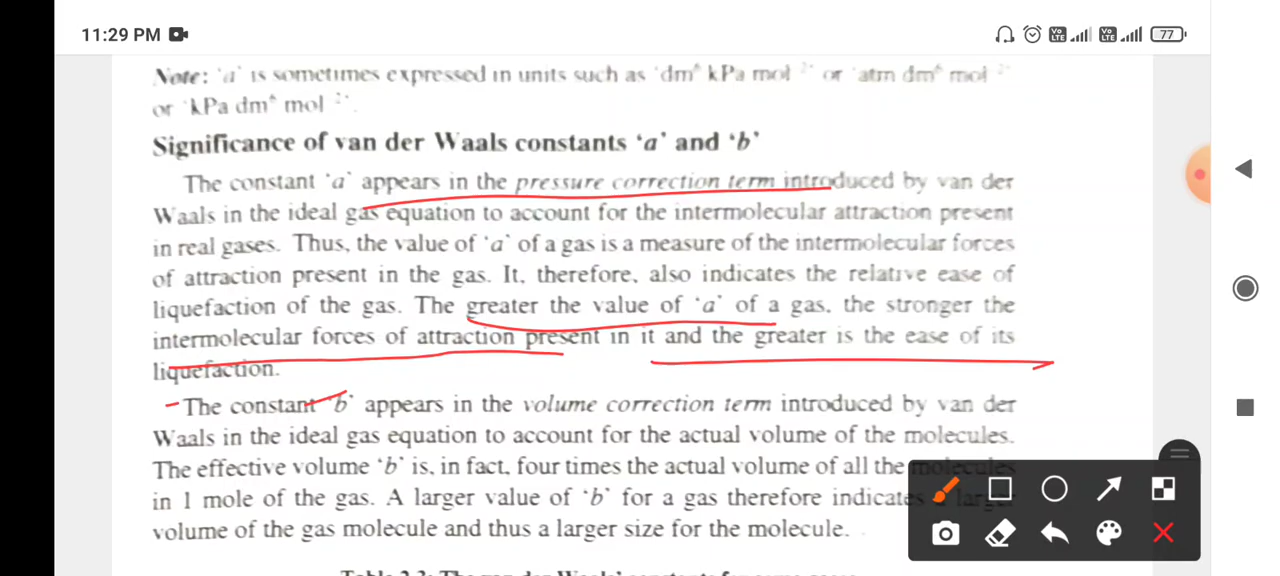 11:29 PM
Vo LTE Vo LTE 77
Note: 'a' is sometimes expressed in units such as 'dm⁶ kPa mol⁻²' or 'atm dm⁶ mol⁻²'
or 'kPa dm⁶ mol⁻²'.
Significance of van der Waals constants 'a' and 'b'
The constant 'a' appears in the pressure correction term introduced by van der
Waals in the ideal gas equation to account for the intermolecular attraction present
in real gases. Thus, the value of 'a' of a gas is a measure of the intermolecular forces
of attraction present in the gas. It, therefore, also indicates the relative ease of
liquefaction of the gas. The greater the value of 'a' of a gas, the stronger the
intermolecular forces of attraction present in it and the greater is the ease of its
liquefaction.
The constant 'b' appears in the volume correction term introduced by van der
Waals in the ideal gas equation to account for the actual volume of the molecules.
The effective volume 'b' is, in fact, four times the actual volume of all the molecules
in 1 mole of the gas. A larger value of 'b' for a gas therefore indicates a larger
volume of the gas molecule and thus a larger size for the molecule.